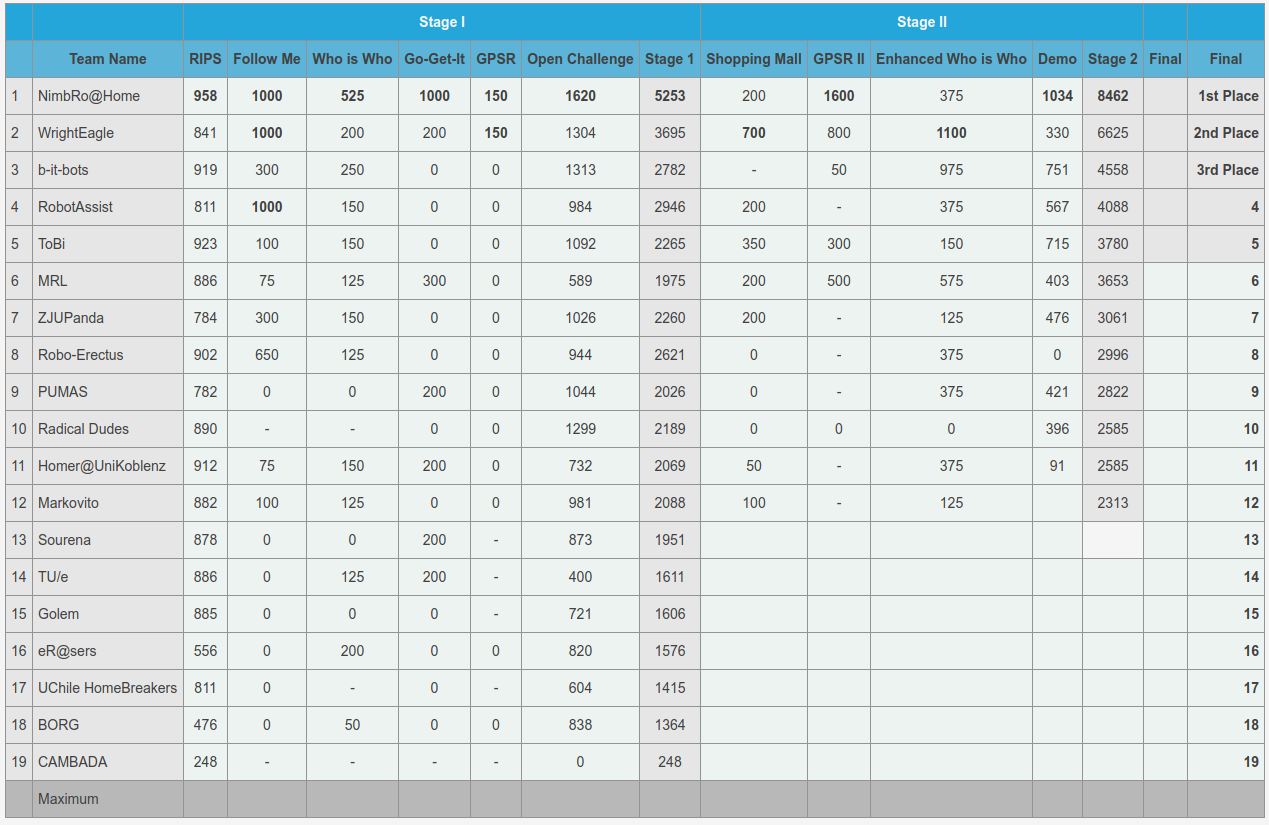 Stage I Stage II
Team Name RIPS Follow Me Who is Who Go-Get-It GPSR Open Challenge Stage 1 Shopping Mall GPSR II Enhanced Who is Who Demo Stage 2 Final Final
1 NimbRo@Home 958 1000 525 1000 150 1620 5253 200 1600 375 1034 8462 1st Place
2 WrightEagle 841 1000 200 200 150 1304 3695 700 800 1100 330 6625 2nd Place
3 b-it-bots 919 300 250 0 0 1313 2782 - 50 975 751 4558 3rd Place
4 RobotAssist 811 1000 150 0 0 984 2946 200 - 375 567 4088 4
5 ToBi 923 100 150 0 0 1092 2265 350 300 150 715 3780 5
6 MRL 886 75 125 300 0 589 1975 200 500 575 403 3653 6
7 ZJUPanda 784 300 150 0 0 1026 2260 200 - 125 476 3061 7
8 Robo-Erectus 902 650 125 0 0 944 2621 0 - 375 0 2996 8
9 PUMAS 782 0 0 200 0 1044 2026 0 - 375 421 2822 9
10 Radical Dudes 890 - - 0 0 1299 2189 0 0 0 396 2585 10
11 Homer@UniKoblenz 912 75 150 200 0 732 2069 50 - 375 91 2585 11
12 Markovito 882 100 125 0 0 981 2088 100 - 125 2313 12
13 Sourena 878 0 0 200 - 873 1951 13
14 TU/e 886 0 125 200 - 400 1611 14
15 Golem 885 0 0 0 - 721 1606 15
16 eR@sers 556 0 200 0 0 820 1576 16
17 UChile HomeBreakers 811 0 - 0 - 604 1415 17
18 BORG 476 0 50 0 0 838 1364 18
19 CAMBADA 248 - - - - 0 248 19
Maximum